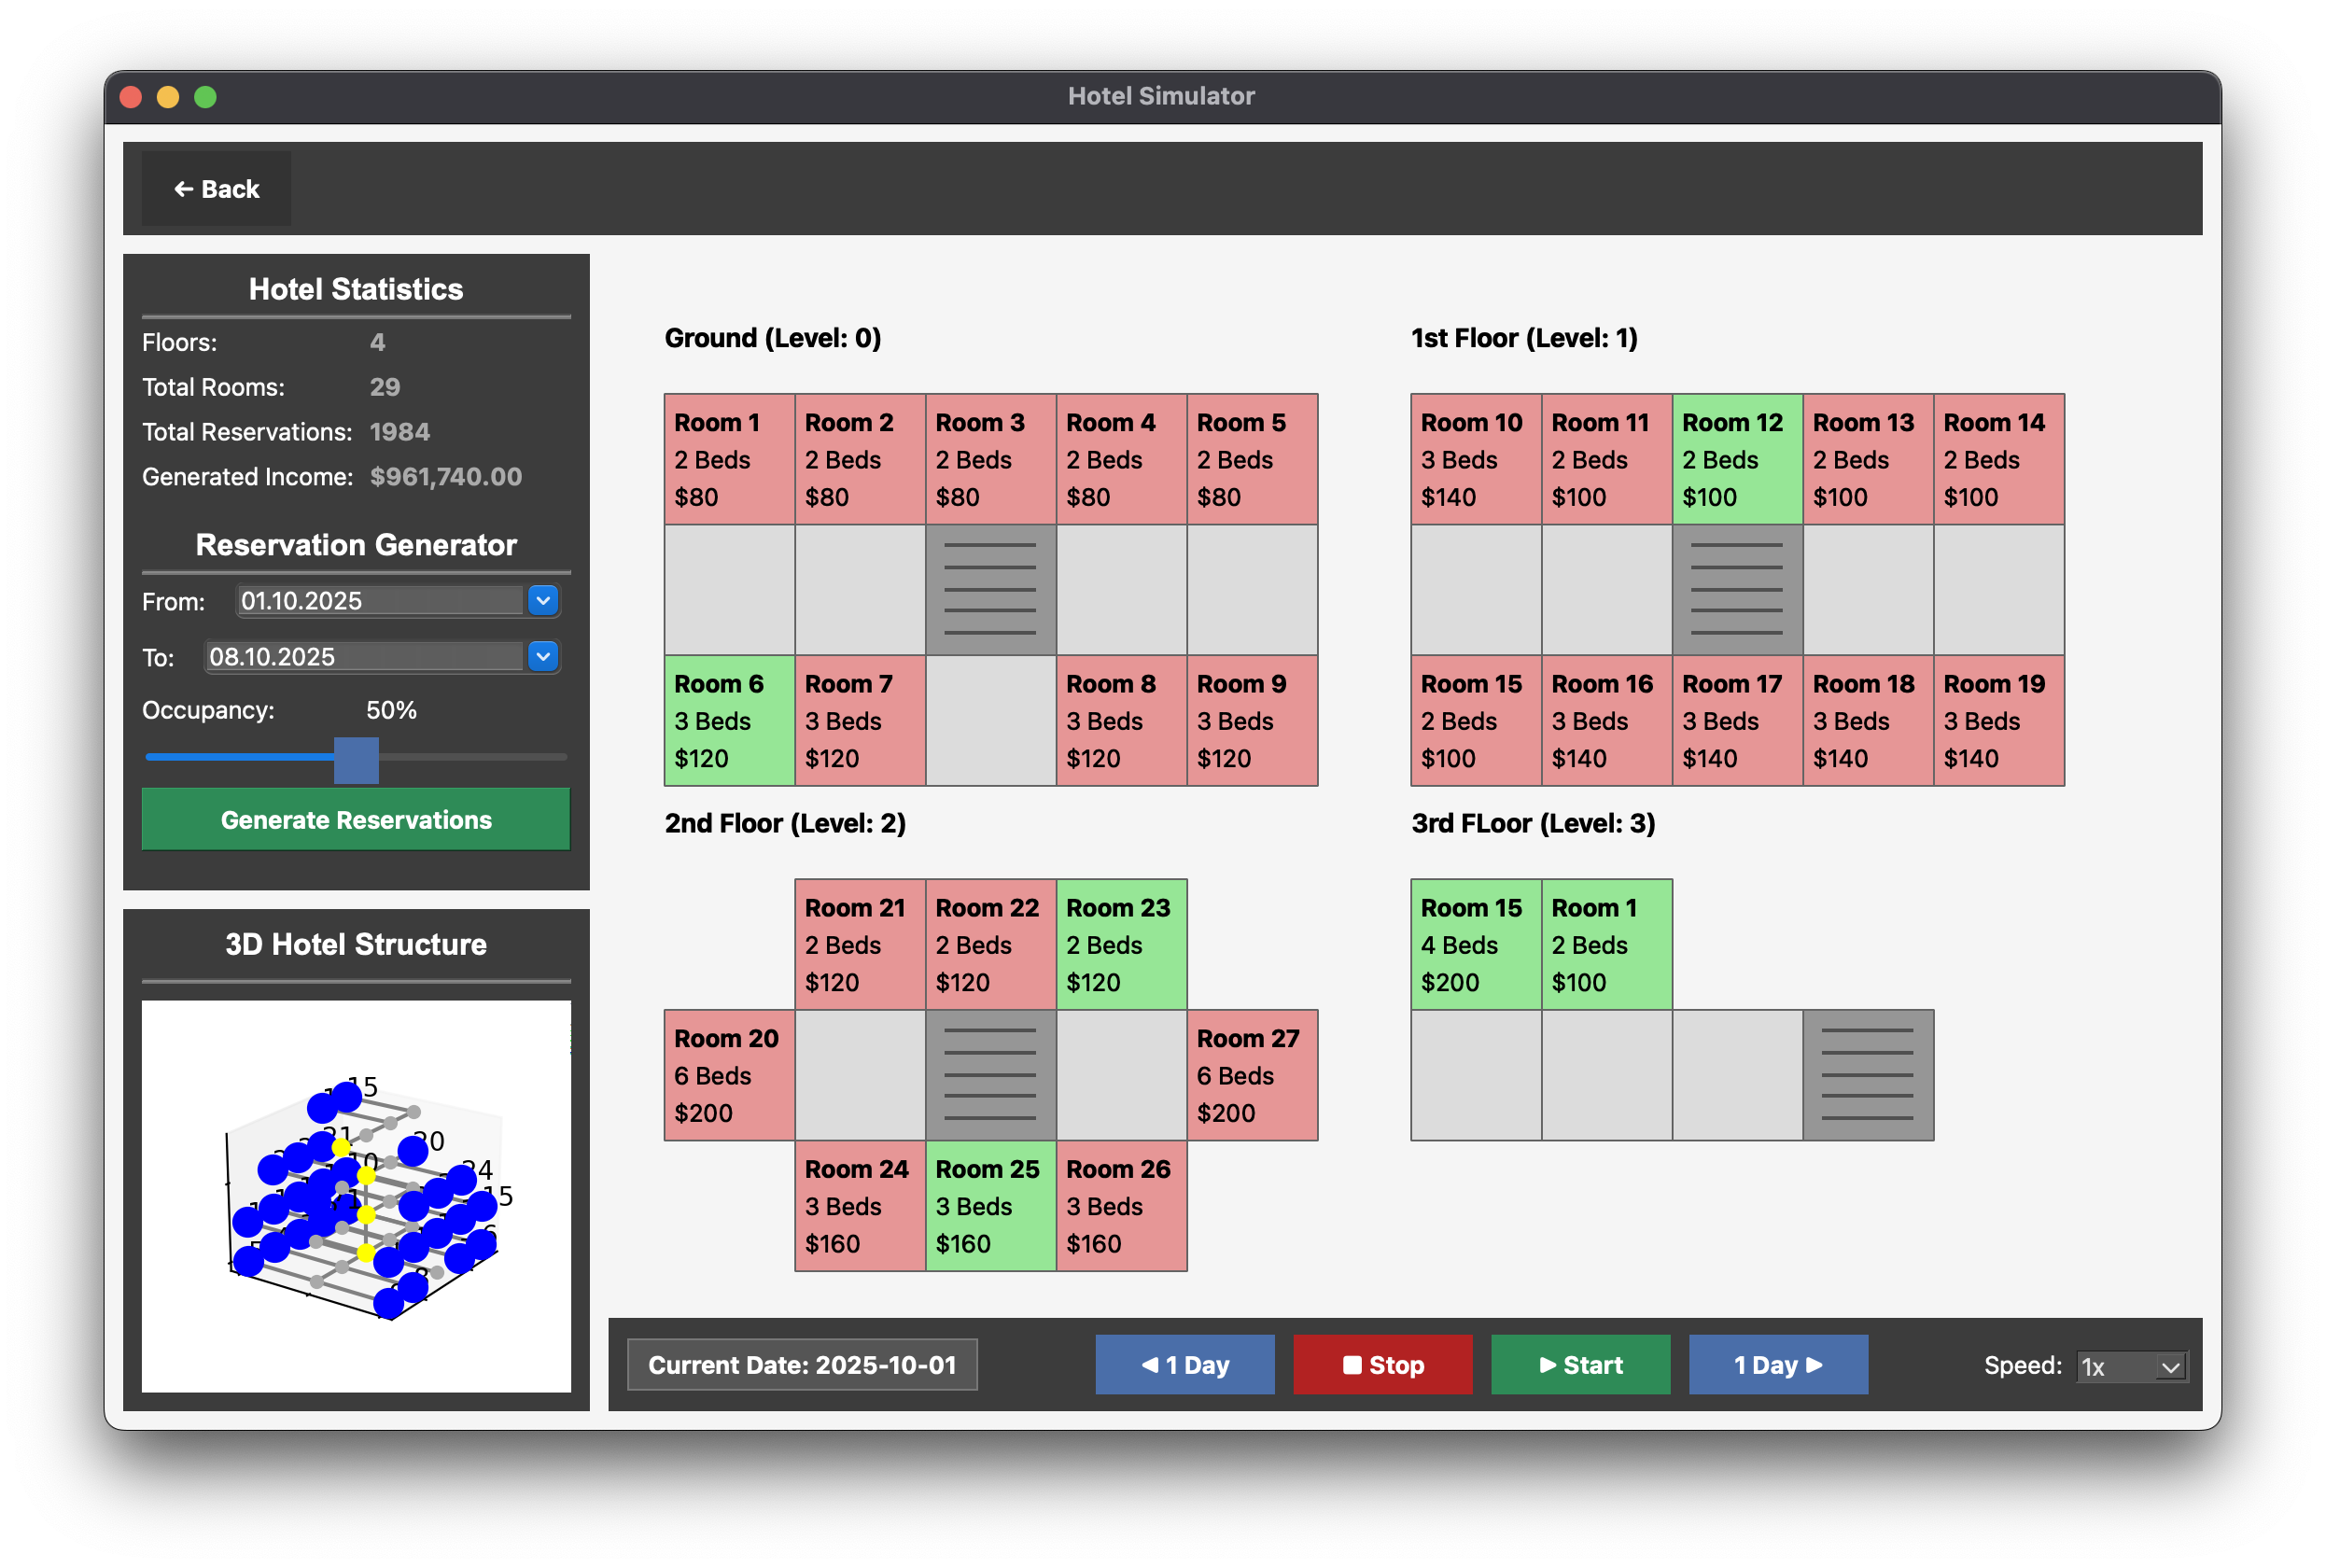 Hotel Simulator
← Back
Hotel Statistics
Floors: 4
Total Rooms: 29
Total Reservations: 1984
Generated Income: $961,740.00
Reservation Generator
From: 01.10.2025
To: 08.10.2025
Occupancy: 50%
Generate Reservations
3D Hotel Structure
15
21
20
10
24
15
Ground (Level: 0)
Room 1 Room 2 Room 3 Room 4 Room 5
2 Beds 2 Beds 2 Beds 2 Beds 2 Beds
$80 $80 $80 $80 $80
Room 6 Room 7 Room 8 Room 9
3 Beds 3 Beds 3 Beds 3 Beds
$120 $120 $120 $120
1st Floor (Level: 1)
Room 10 Room 11 Room 12 Room 13 Room 14
3 Beds 2 Beds 2 Beds 2 Beds 2 Beds
$140 $100 $100 $100 $100
Room 15 Room 16 Room 17 Room 18 Room 19
2 Beds 3 Beds 3 Beds 3 Beds 3 Beds
$100 $140 $140 $140 $140
2nd Floor (Level: 2)
Room 21 Room 22 Room 23
2 Beds 2 Beds 2 Beds
$120 $120 $120
Room 20 Room 27
6 Beds 6 Beds
$200 $200
Room 24 Room 25 Room 26
3 Beds 3 Beds 3 Beds
$160 $160 $160
3rd FLoor (Level: 3)
Room 15 Room 1
4 Beds 2 Beds
$200 $100
Current Date: 2025-10-01
◀ 1 Day
■ Stop
▶ Start
1 Day ▶
Speed: 1x